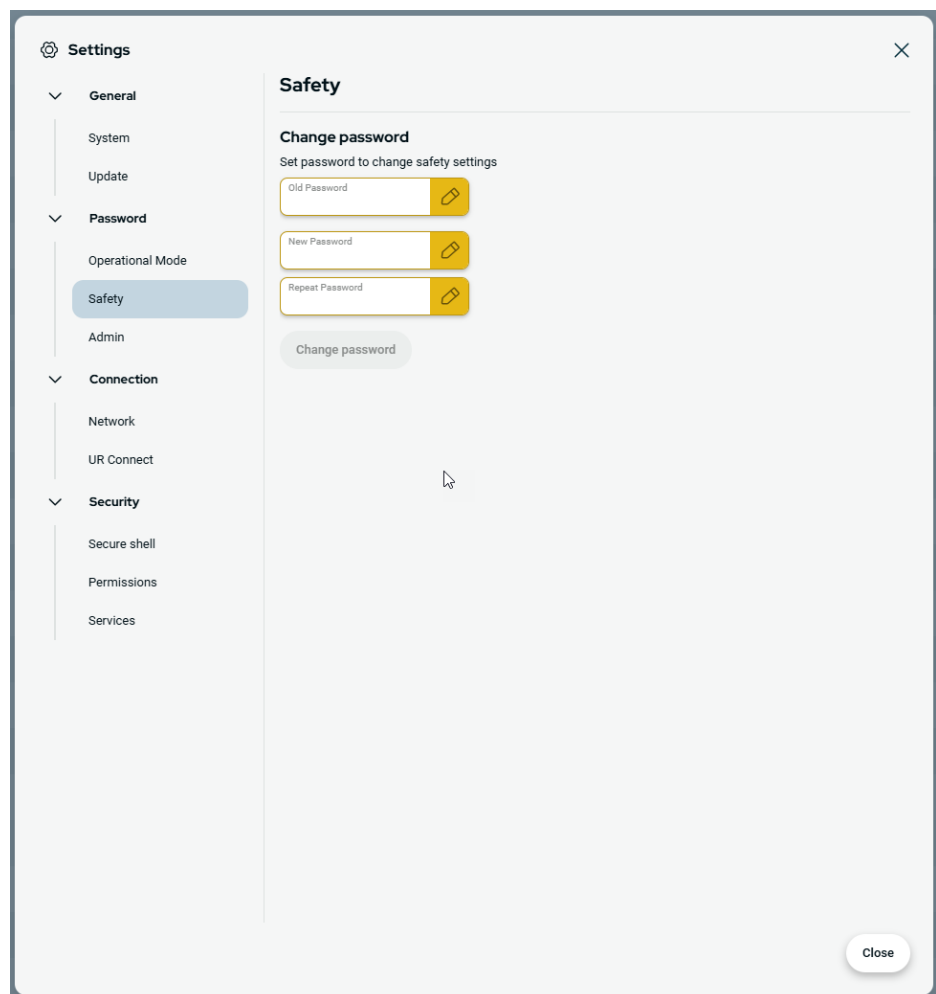 Settings
General
System
Update
Password
Operational Mode
Safety
Admin
Connection
Network
UR Connect
Security
Secure shell
Permissions
Services
Safety
Change password
Set password to change safety settings
Old Password
New Password
Repeat Password
Change password
Close